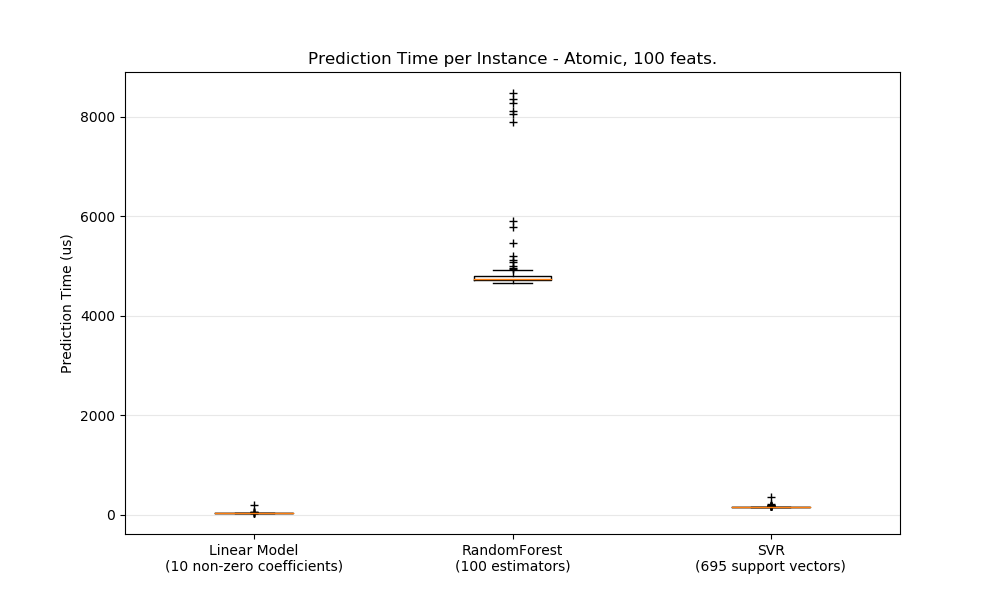 Prediction Time per Instance - Atomic, 100 feats.
8000
6000
4000
2000
0
Prediction Time (us)
Linear Model
(10 non-zero coefficients)
RandomForest
(100 estimators)
SVR
(695 support vectors)